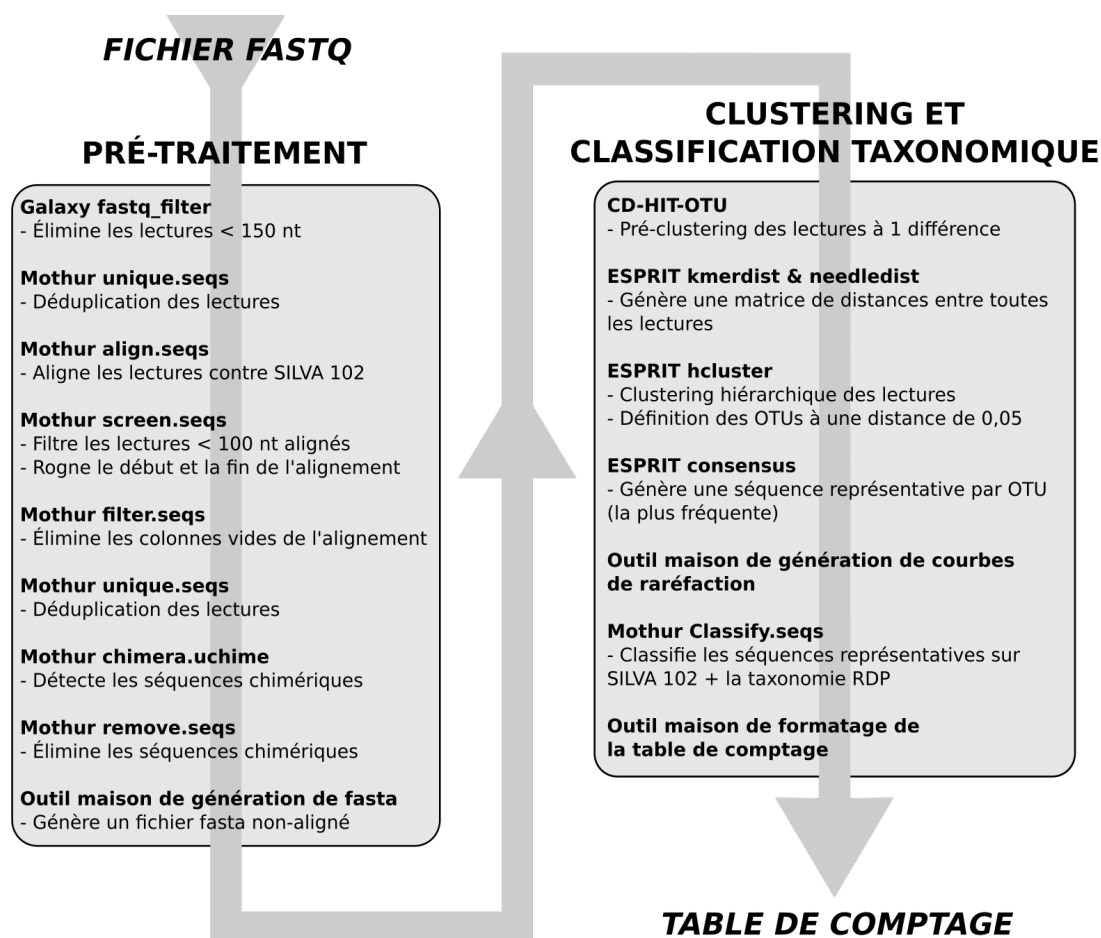 FICHIER FASTQ
PRÉ-TRAITEMENT
Galaxy fastq_filter
- Élimine les lectures < 150 nt
Mothur unique.seqs
- Déduplication des lectures
Mothur align.seqs
- Aligne les lectures contre SILVA 102
Mothur screen.seqs
- Filtre les lectures < 100 nt alignés
- Rogne le début et la fin de l'alignement
Mothur filter.seqs
- Élimine les colonnes vides de l'alignement
Mothur unique.seqs
- Déduplication des lectures
Mothur chimera.uchime
- Détecte les séquences chimériques
Mothur remove.seqs
- Élimine les séquences chimériques
Outil maison de génération de fasta
- Génère un fichier fasta non-aligné
CLUSTERING ET
CLASSIFICATION TAXONOMIQUE
CD-HIT-OTU
- Pré-clustering des lectures à 1 différence
ESPRIT kmerdist & needledist
- Génère une matrice de distances entre toutes
les lectures
ESPRIT hcluster
- Clustering hiérarchique des lectures
- Définition des OTUs à une distance de 0,05
ESPRIT consensus
- Génère une séquence représentative par OTU
(la plus fréquente)
Outil maison de génération de courbes
de raréfaction
Mothur Classify.seqs
- Classifie les séquences représentatives sur
SILVA 102 + la taxonomie RDP
Outil maison de formatage de
la table de comptage
TABLE DE COMPTAGE